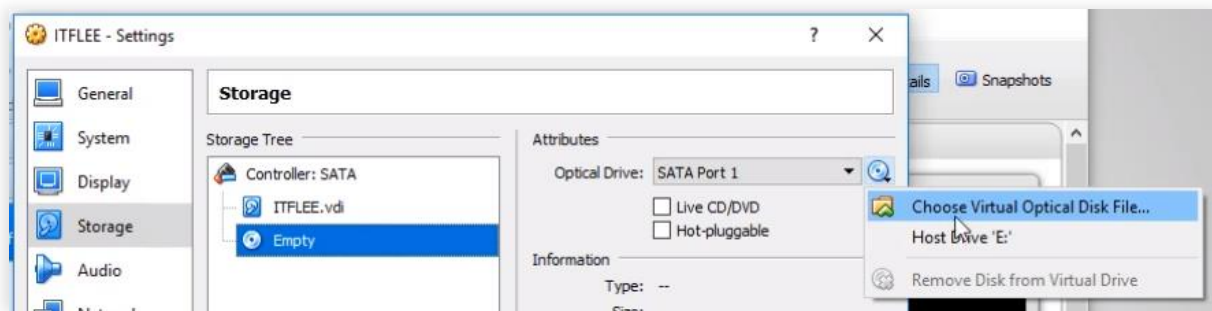 ITFLEE - Settings
?
ails
Snapshots
General
System
Display
Storage
Audio
Storage
Storage Tree
Controller: SATA
ITFLEE.vdi
Empty
Attributes
Optical Drive: SATA Port 1
Live CD/DVD
Hot-pluggable
Information
Type: --
Choose Virtual Optical Disk File...
Host Drive 'E:'
Remove Disk from Virtual Drive